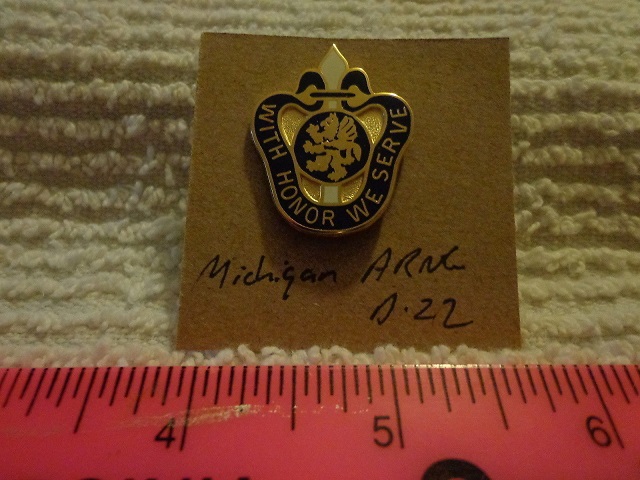 WITH HONOR WE SERVE
Michigan ARNG
D.22
4 5 6